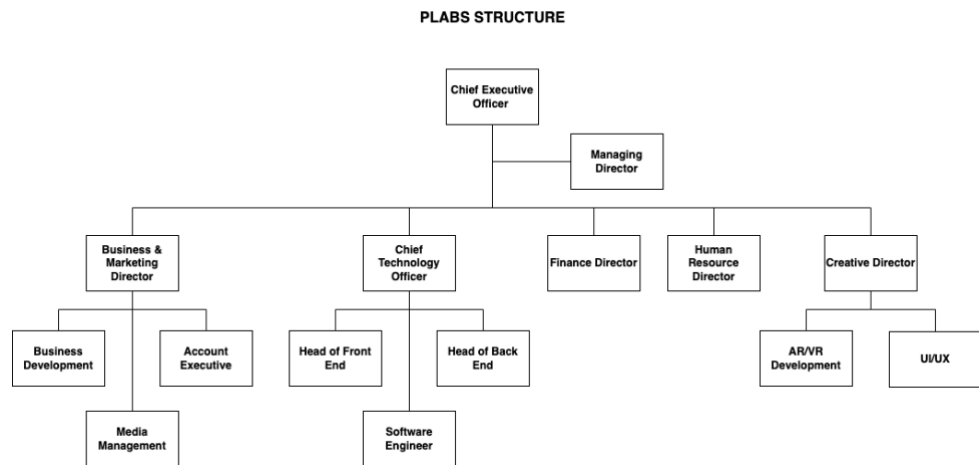 PLABS STRUCTURE
Chief Executive
Officer
Managing
Director
Business &
Marketing
Director
Chief
Technology
Officer
Finance Director
Human
Resource
Director
Creative Director
Business
Development
Account
Executive
Head of Front
End
Head of Back
End
AR/VR
Development
UI/UX
Media
Management
Software
Engineer